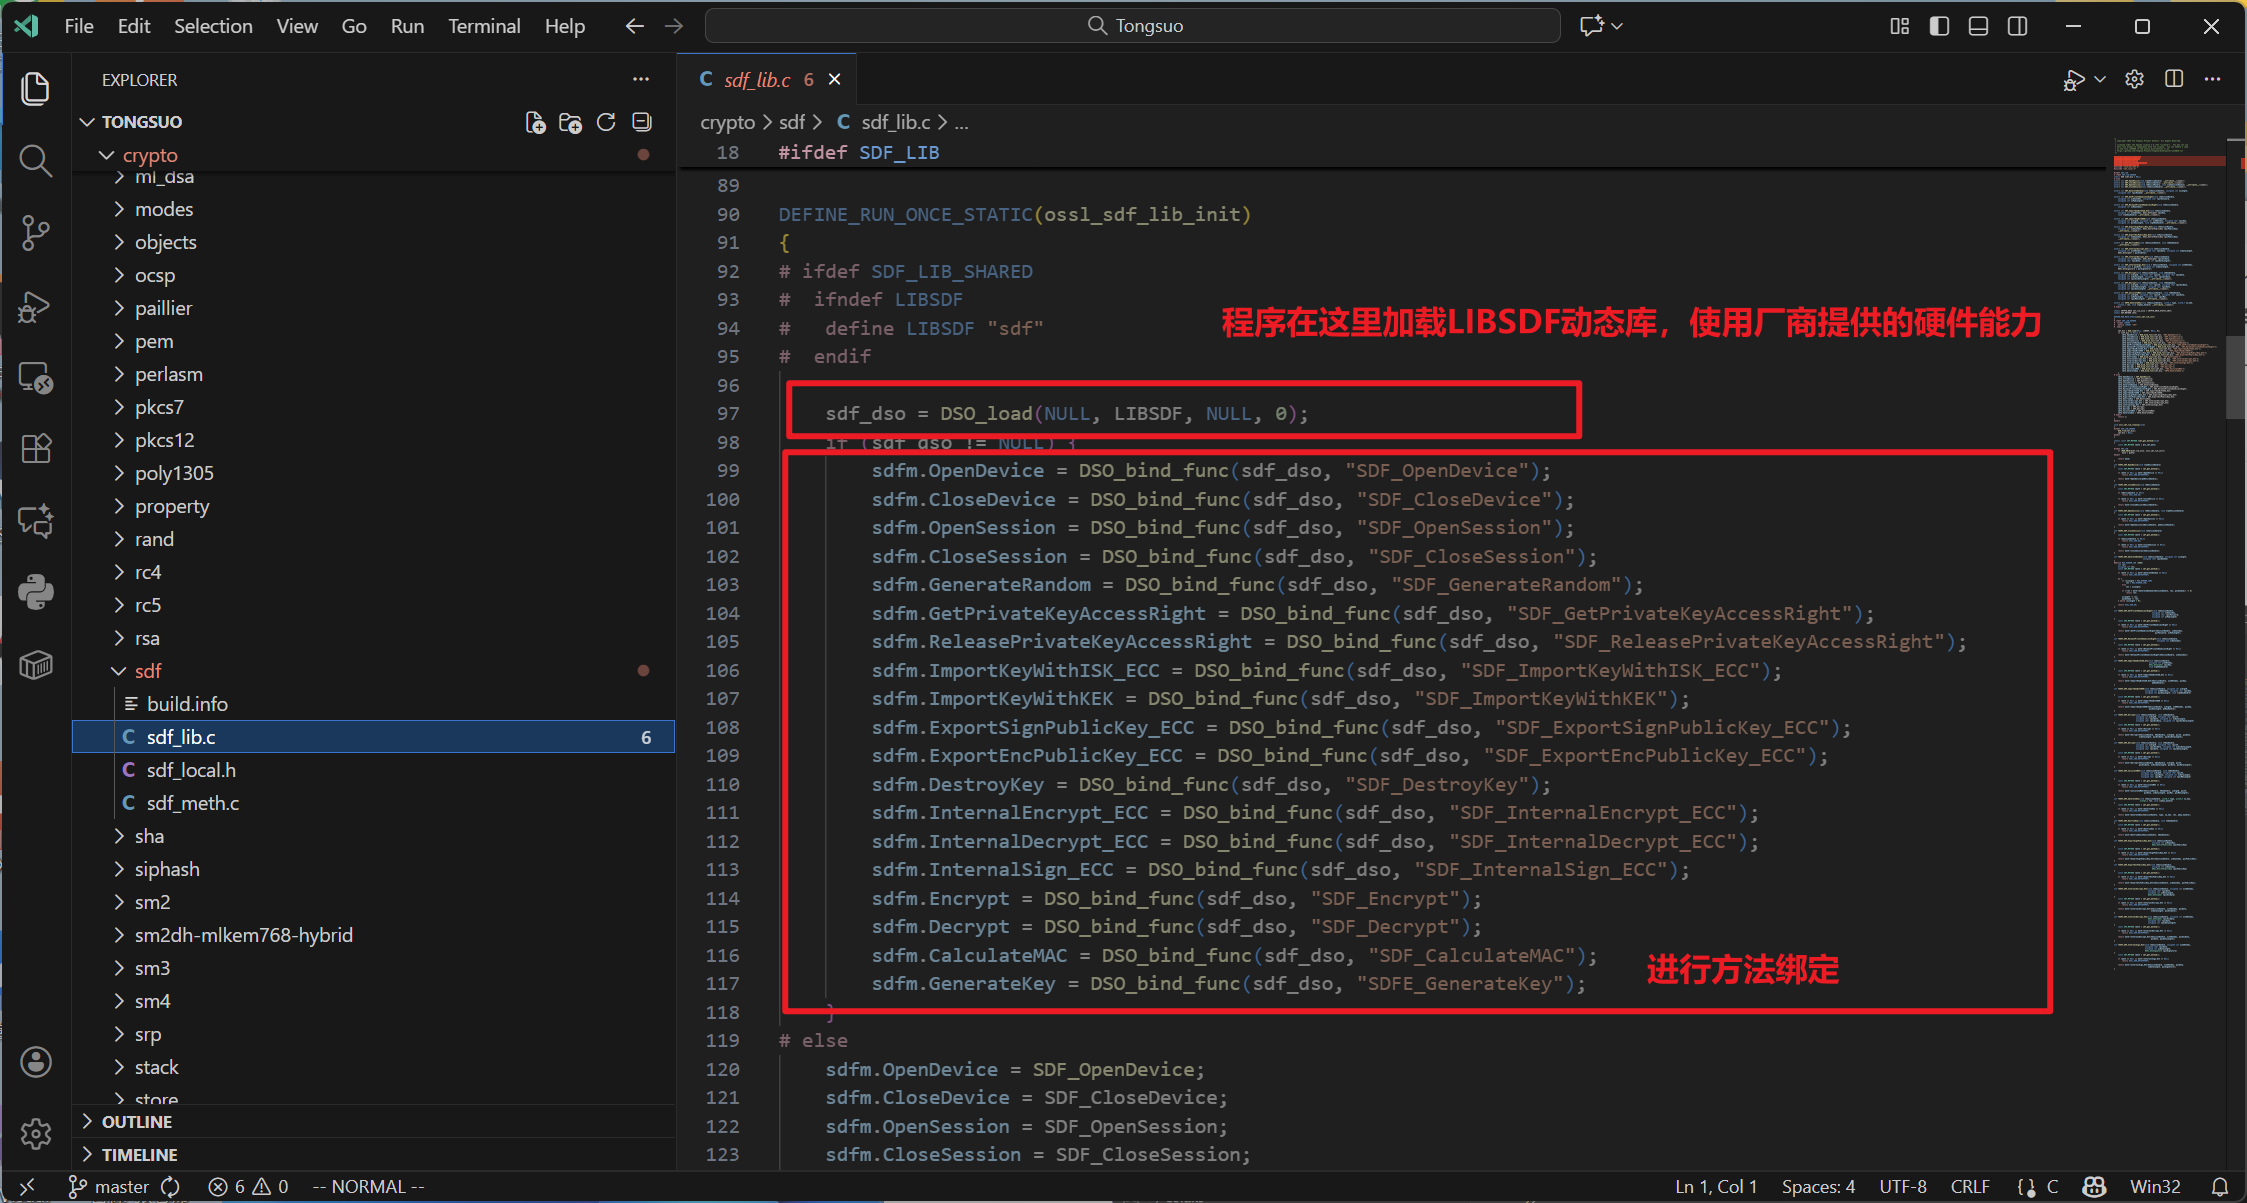 File Edit Selection View Go Run Terminal Help
Tongsuo
EXPLORER
TONGSUO
crypto
ml_dsa
modes
objects
ocsp
paillier
pem
perlasm
pkcs7
pkcs12
poly1305
property
rand
rc4
rc5
rsa
sdf
build.info
sdf_lib.c 6
sdf_local.h
sdf_meth.c
sha
siphash
sm2
sm2dh-mlkem768-hybrid
sm3
sm4
srp
stack
store
OUTLINE
TIMELINE
sdf_lib.c 6
crypto > sdf > C sdf_lib.c > ...
18 #ifdef SDF_LIB
89
90 DEFINE_RUN_ONCE_STATIC(ossl_sdf_lib_init)
91 {
92 # ifdef SDF_LIB_SHARED
93 #  ifndef LIBSDF
94 #   define LIBSDF "sdf"
95 #  endif
程序在这里加载LIBSDF动态库，使用厂商提供的硬件能力
96
97 sdf_dso = DSO_load(NULL, LIBSDF, NULL, 0);
98 if (sdf_dso != NULL) {
99 sdfm.OpenDevice = DSO_bind_func(sdf_dso, "SDF_OpenDevice");
100 sdfm.CloseDevice = DSO_bind_func(sdf_dso, "SDF_CloseDevice");
101 sdfm.OpenSession = DSO_bind_func(sdf_dso, "SDF_OpenSession");
102 sdfm.CloseSession = DSO_bind_func(sdf_dso, "SDF_CloseSession");
103 sdfm.GenerateRandom = DSO_bind_func(sdf_dso, "SDF_GenerateRandom");
104 sdfm.GetPrivateKeyAccessRight = DSO_bind_func(sdf_dso, "SDF_GetPrivateKeyAccessRight");
105 sdfm.ReleasePrivateKeyAccessRight = DSO_bind_func(sdf_dso, "SDF_ReleasePrivateKeyAccessRight");
106 sdfm.ImportKeyWithISK_ECC = DSO_bind_func(sdf_dso, "SDF_ImportKeyWithISK_ECC");
107 sdfm.ImportKeyWithKEK = DSO_bind_func(sdf_dso, "SDF_ImportKeyWithKEK");
108 sdfm.ExportSignPublicKey_ECC = DSO_bind_func(sdf_dso, "SDF_ExportSignPublicKey_ECC");
109 sdfm.ExportEncPublicKey_ECC = DSO_bind_func(sdf_dso, "SDF_ExportEncPublicKey_ECC");
110 sdfm.DestroyKey = DSO_bind_func(sdf_dso, "SDF_DestroyKey");
111 sdfm.InternalEncrypt_ECC = DSO_bind_func(sdf_dso, "SDF_InternalEncrypt_ECC");
112 sdfm.InternalDecrypt_ECC = DSO_bind_func(sdf_dso, "SDF_InternalDecrypt_ECC");
113 sdfm.InternalSign_ECC = DSO_bind_func(sdf_dso, "SDF_InternalSign_ECC");
114 sdfm.Encrypt = DSO_bind_func(sdf_dso, "SDF_Encrypt");
115 sdfm.Decrypt = DSO_bind_func(sdf_dso, "SDF_Decrypt");
116 sdfm.CalculateMAC = DSO_bind_func(sdf_dso, "SDF_CalculateMAC");
进行方法绑定
117 sdfm.GenerateKey = DSO_bind_func(sdf_dso, "SDFE_GenerateKey");
118 }
119 # else
120 sdfm.OpenDevice = SDF_OpenDevice;
121 sdfm.CloseDevice = SDF_CloseDevice;
122 sdfm.OpenSession = SDF_OpenSession;
123 sdfm.CloseSession = SDF_CloseSession;
master 6 0 -- NORMAL -- Ln 1, Col 1 Spaces: 4 UTF-8 CRLF {} C Win32